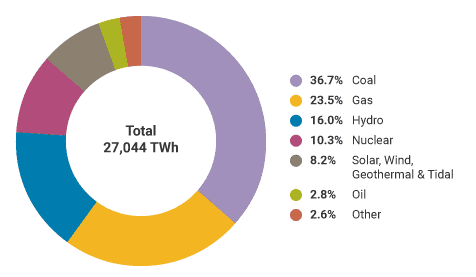 Total
27,044 TWh
36.7% Coal
23.5% Gas
16.0% Hydro
10.3% Nuclear
8.2% Solar, Wind,
Geothermal & Tidal
2.8% Oil
2.6% Other